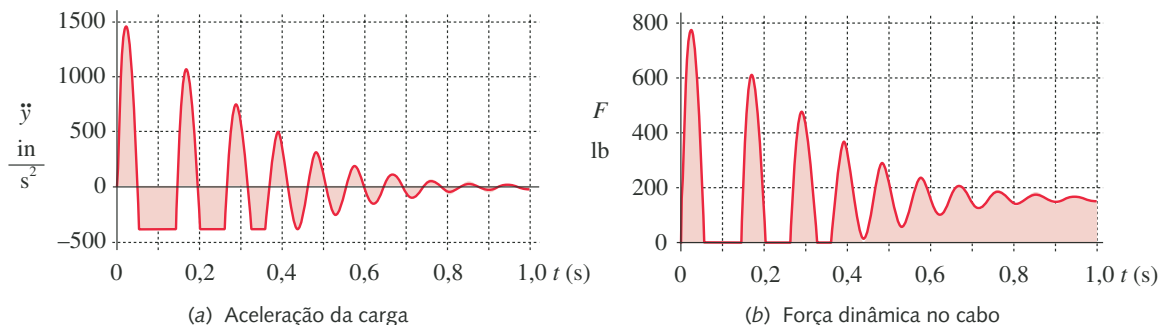 1500
1000
500
0
–500
ÿ
in
s²
0 0,2 0,4 0,6 0,8 1,0 t (s)
(a) Aceleração da carga
800
600
400
200
0
F
lb
0 0,2 0,4 0,6 0,8 1,0 t (s)
(b) Força dinâmica no cabo